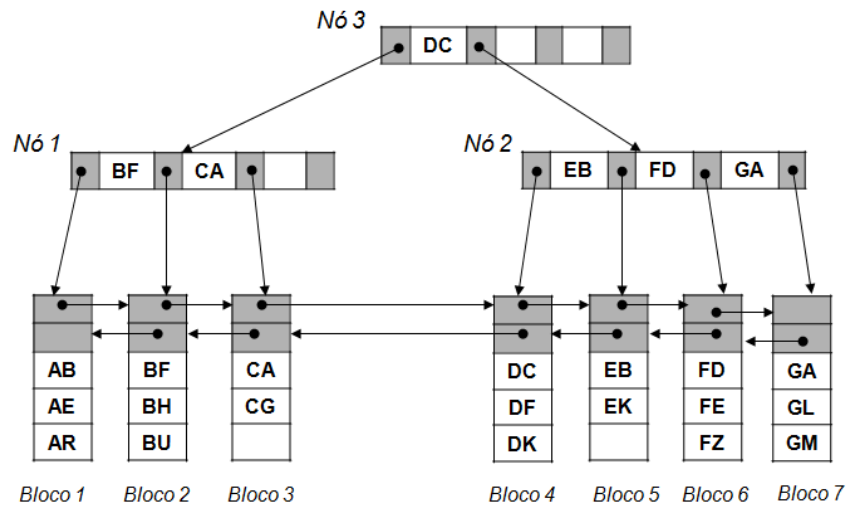 Nó 3
DC
Nó 1
BF CA
Nó 2
EB FD GA
AB BF CA DC EB FD GA
AE BH CG DF EK FE GL
AR BU DK FZ GM
Bloco 1 Bloco 2 Bloco 3 Bloco 4 Bloco 5 Bloco 6 Bloco 7